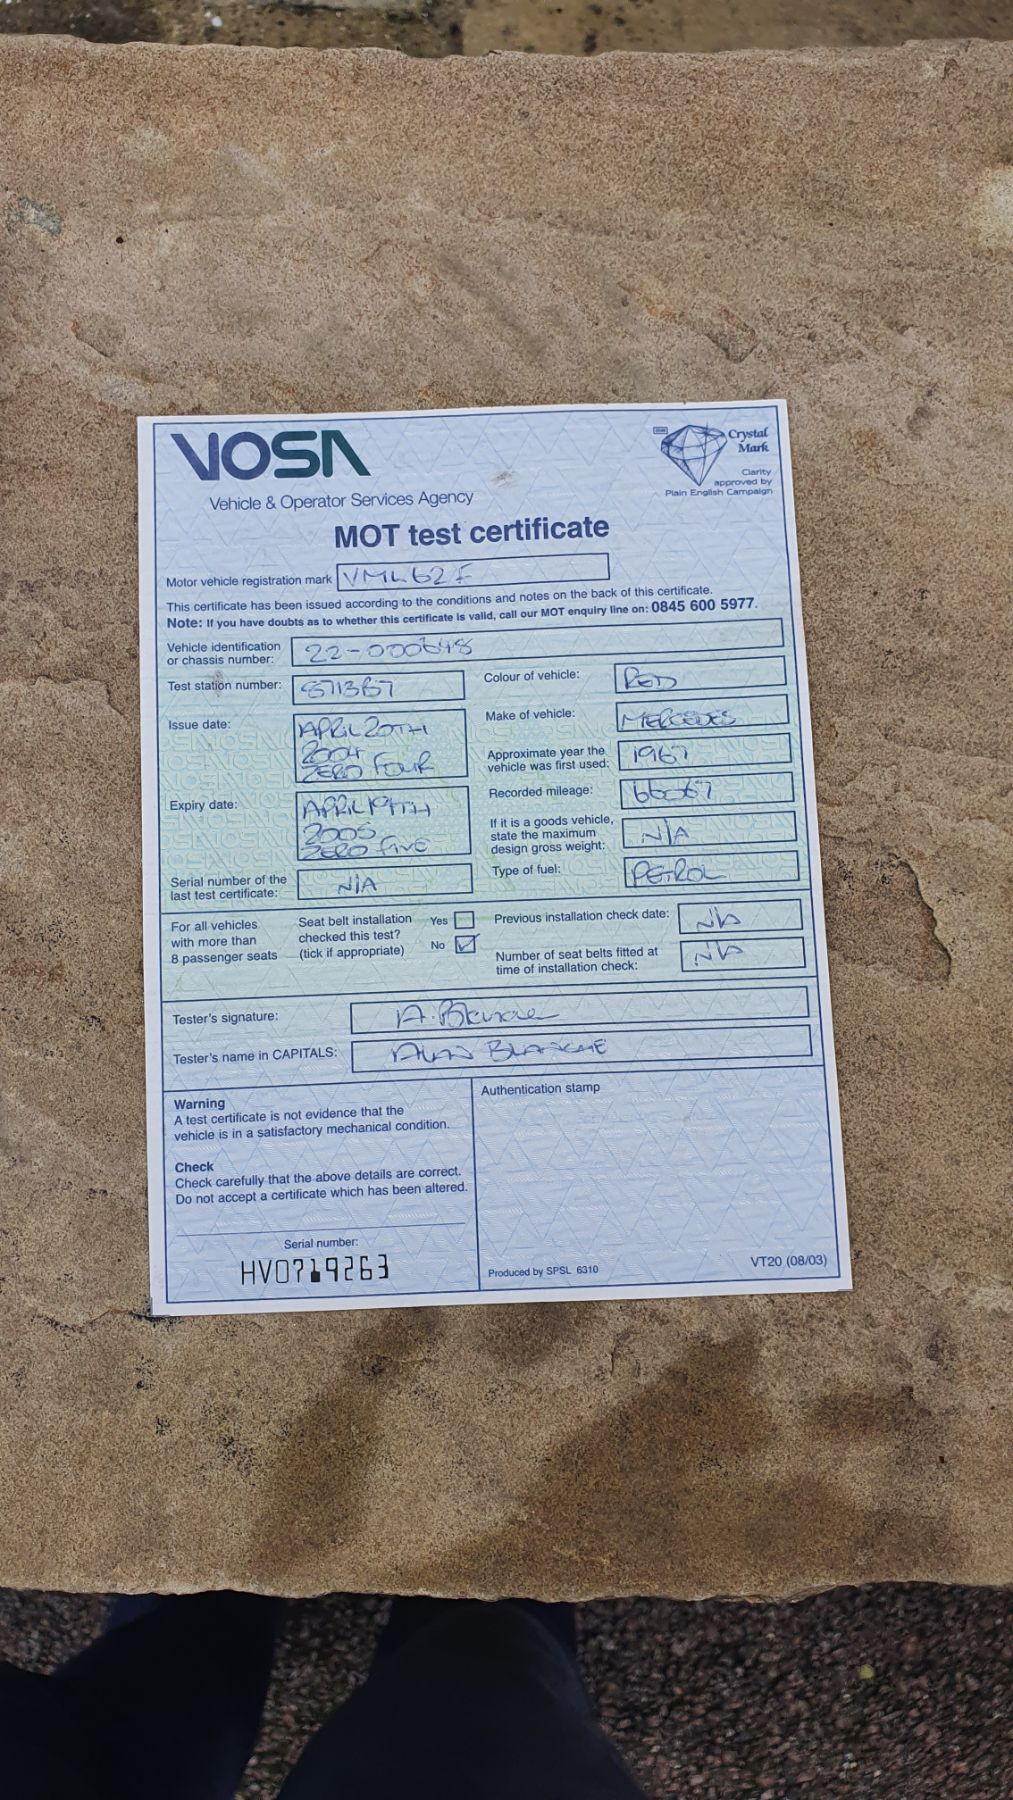 VOSA
Vehicle & Operator Services Agency
Crystal
Mark
Clarity
approved by
Plain English Campaign
MOT test certificate
Motor vehicle registration mark VML 62 F
This certificate has been issued according to the conditions and notes on the back of this certificate.
Note: If you have doubts as to whether this certificate is valid, call our MOT enquiry line on: 0845 600 5977.
Vehicle identification
or chassis number: 22-000648
Test station number:
Colour of vehicle: RED
Issue date: APRIL 20TH
2004
ZERO FOUR
Make of vehicle: MERCEDES
Approximate year the
vehicle was first used: 1967
Expiry date: APRIL 19TH
2005
ZERO FIVE
Recorded mileage: 66067
If it is a goods vehicle,
state the maximum
design gross weight: N/A
Serial number of the
last test certificate: N/A
Type of fuel: PETROL
For all vehicles
with more than
8 passenger seats
Seat belt installation
checked this test?
(tick if appropriate)
Yes
No
Previous installation check date: N/A
Number of seat belts fitted at
time of installation check: N/A
Tester's signature:
Tester's name in CAPITALS: ALAN
Warning
A test certificate is not evidence that the
vehicle is in a satisfactory mechanical condition.
Check
Check carefully that the above details are correct.
Do not accept a certificate which has been altered.
Serial number:
HV0719263
Authentication stamp
Produced by SPSL 6310
VT20 (08/03)